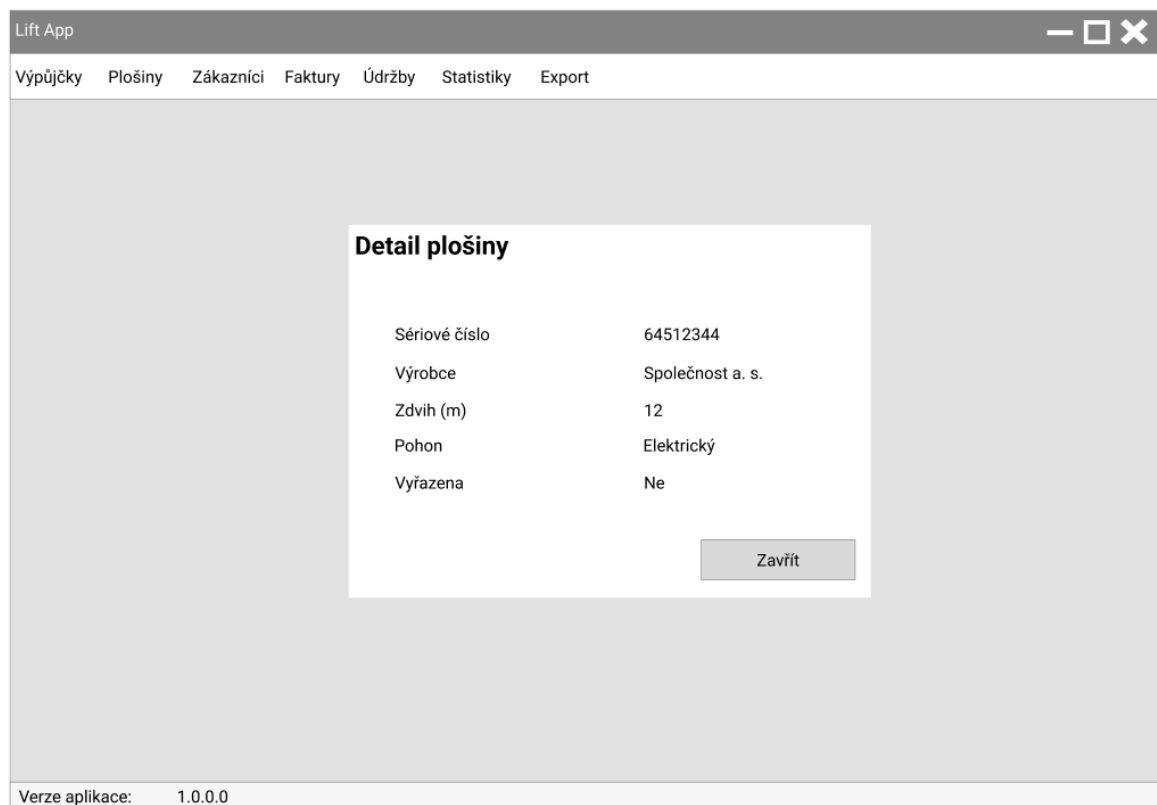 Lift App
Výpůjčky Plošiny Zákazníci Faktury Údržby Statistiky Export
Detail plošiny
Sériové číslo 64512344
Výrobce Společnost a. s.
Zdvih (m) 12
Pohon Elektrický
Vyřazena Ne
Zavřít
Verze aplikace: 1.0.0.0